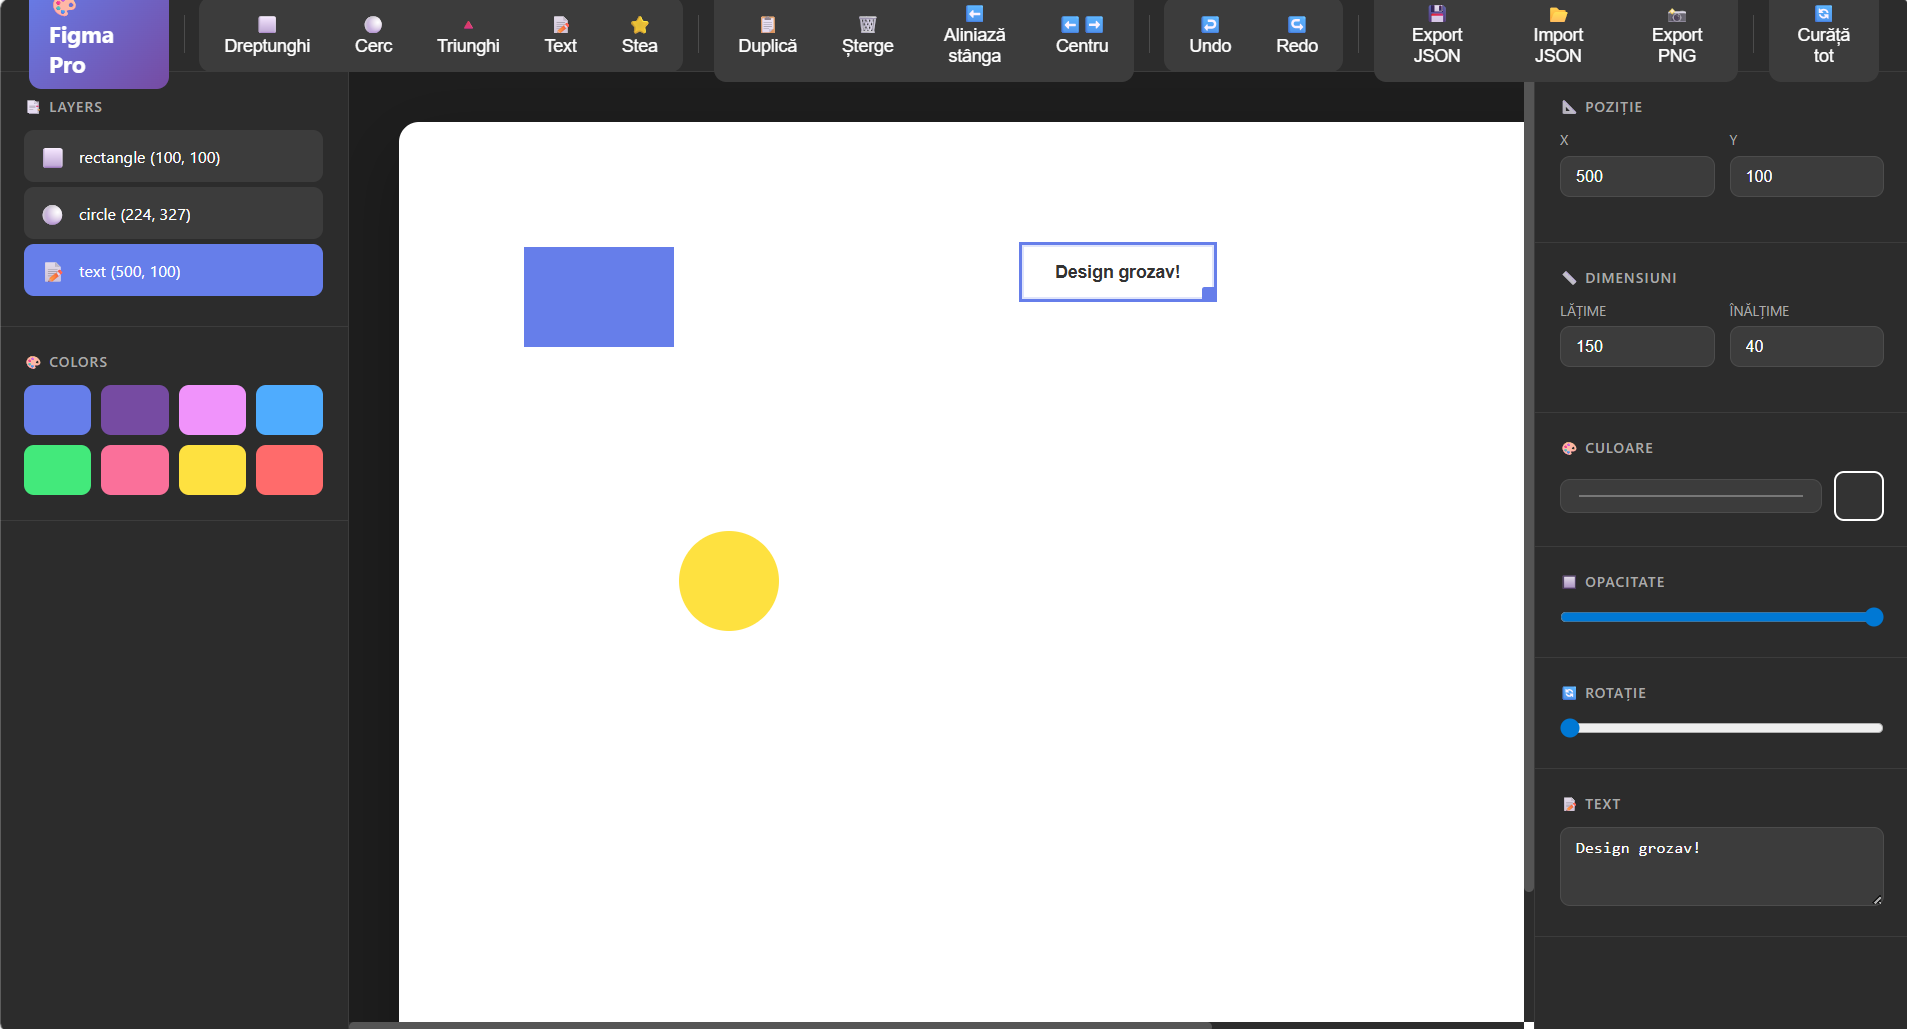 Figma
Pro
Dreptunghi
Cerc
Triunghi
Text
Stea
Duplică
Șterge
Aliniază
stânga
Centru
Undo
Redo
Export
JSON
Import
JSON
Export
PNG
Curăță
tot
LAYERS
rectangle (100, 100)
circle (224, 327)
text (500, 100)
COLORS
Design grozav!
POZIȚIE
X
Y
500
100
DIMENSIUNI
LĂȚIME
ÎNĂLȚIME
150
40
CULOARE
OPACITATE
ROTAȚIE
TEXT
Design grozav!